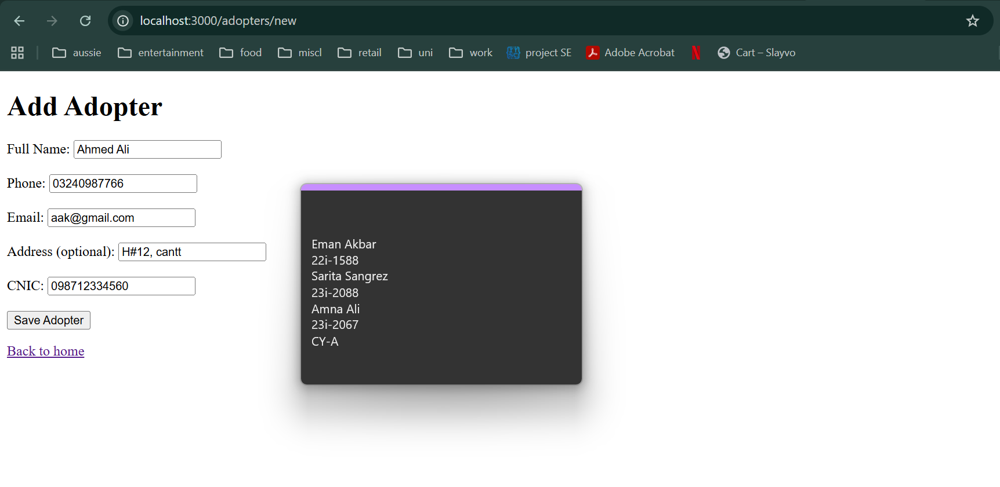 localhost:3000/adopters/new
aussie entertainment food miscl retail uni work project SE Adobe Acrobat Cart – Slayvo
Add Adopter
Full Name: Ahmed Ali
Phone: 03240987766
Email: aak@gmail.com
Address (optional): H#12, cantt
CNIC: 098712334560
Save Adopter
Back to home
Eman Akbar
22i-1588
Sarita Sangrez
23i-2088
Amna Ali
23i-2067
CY-A